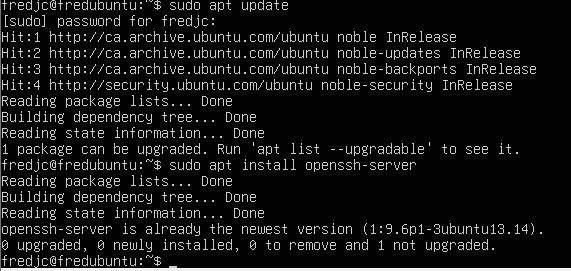 fredjc@fredubuntu:~$ sudo apt update
[sudo] password for fredjc:
Hit:1 http://ca.archive.ubuntu.com/ubuntu noble InRelease
Hit:2 http://ca.archive.ubuntu.com/ubuntu noble-updates InRelease
Hit:3 http://ca.archive.ubuntu.com/ubuntu noble-backports InRelease
Hit:4 http://security.ubuntu.com/ubuntu noble-security InRelease
Reading package lists... Done
Building dependency tree... Done
Reading state information... Done
1 package can be upgraded. Run 'apt list --upgradable' to see it.
fredjc@fredubuntu:~$ sudo apt install openssh-server
Reading package lists... Done
Building dependency tree... Done
Reading state information... Done
openssh-server is already the newest version (1:9.6p1-3ubuntu13.14).
0 upgraded, 0 newly installed, 0 to remove and 1 not upgraded.
fredjc@fredubuntu:~$ _